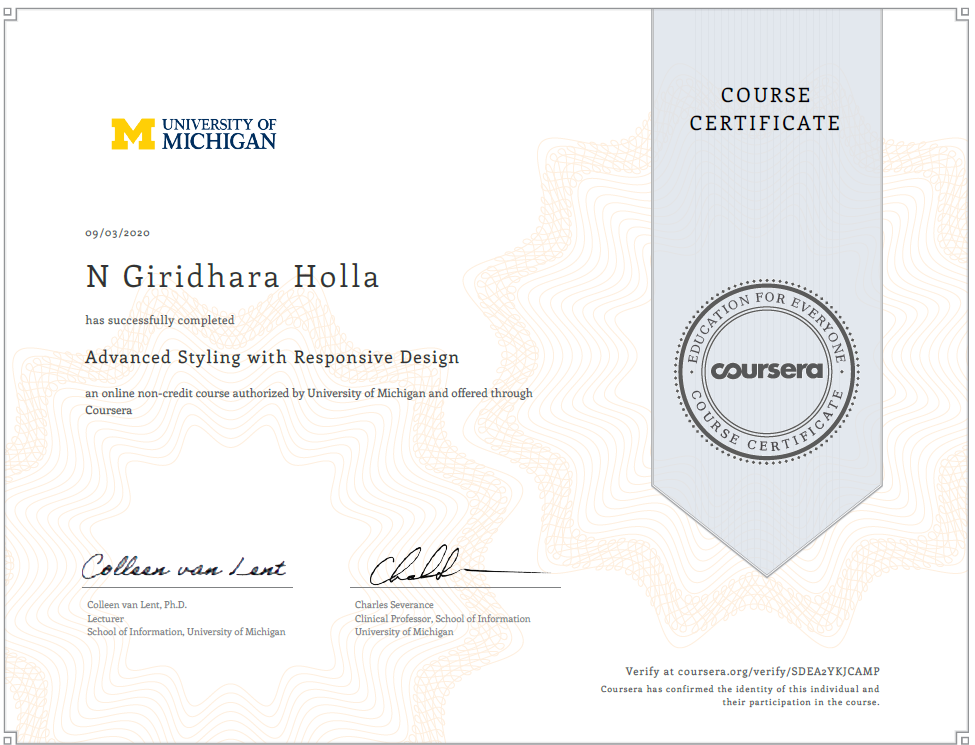 COURSE
CERTIFICATE
UNIVERSITY OF
MICHIGAN
09/03/2020
N Giridhara Holla
has successfully completed
Advanced Styling with Responsive Design
an online non-credit course authorized by University of Michigan and offered through
Coursera
EDUCATION FOR EVERYONE
coursera
COURSE CERTIFICATE
Colleen van Lent
Colleen van Lent, Ph.D.
Lecturer
School of Information, University of Michigan
Charles Severance
Clinical Professor, School of Information
University of Michigan
Verify at coursera.org/verify/SDEA2YKJCAMP
Coursera has confirmed the identity of this individual and
their participation in the course.